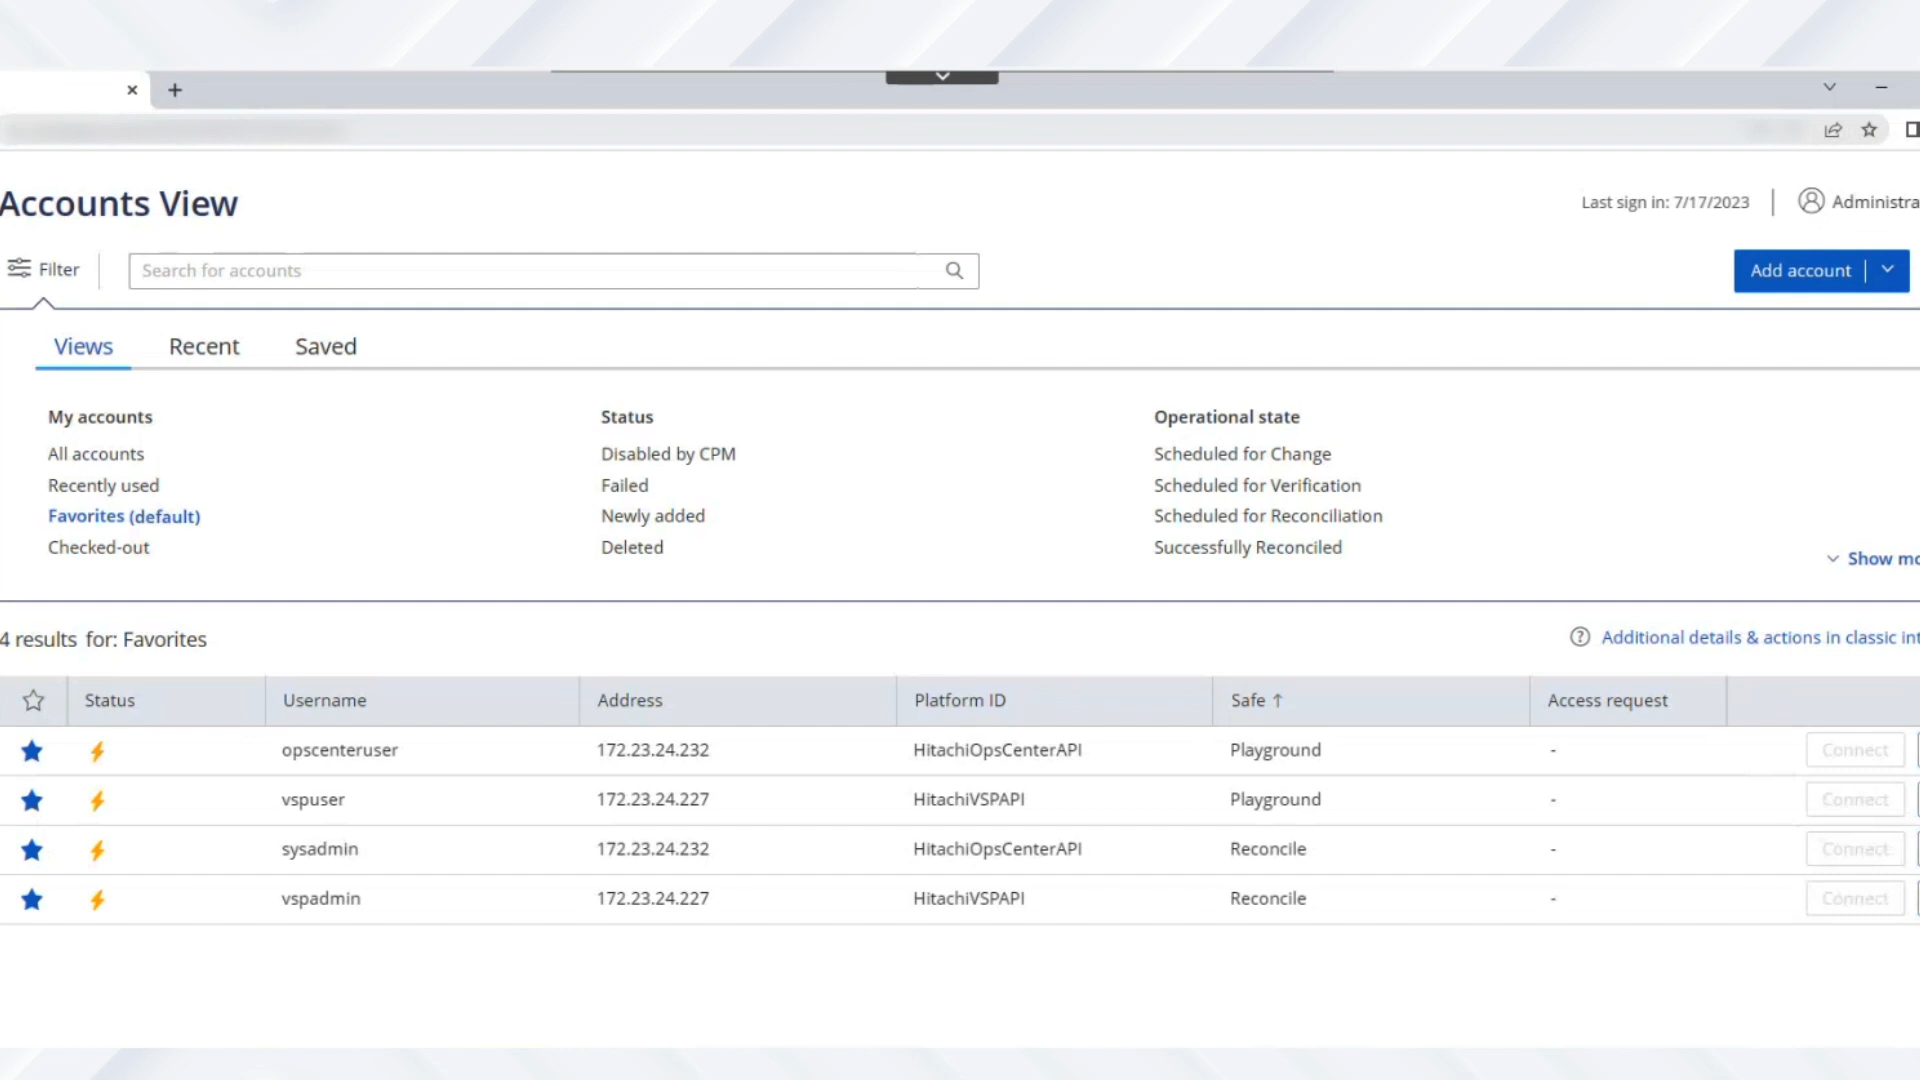 Accounts View
Last sign in: 7/17/2023
Administra
Filter
Search for accounts
Add account
Views Recent Saved
My accounts Status Operational state
All accounts Disabled by CPM Scheduled for Change
Recently used Failed Scheduled for Verification
Favorites (default) Newly added Scheduled for Reconciliation
Checked-out Deleted Successfully Reconciled
Show mo
4 results for: Favorites
Additional details & actions in classic int
Status Username Address Platform ID Safe ↑ Access request
opscenteruser 172.23.24.232 HitachiOpsCenterAPI Playground - Connect
vspuser 172.23.24.227 HitachiVSPAPI Playground - Connect
sysadmin 172.23.24.232 HitachiOpsCenterAPI Reconcile - Connect
vspadmin 172.23.24.227 HitachiVSPAPI Reconcile - Connect